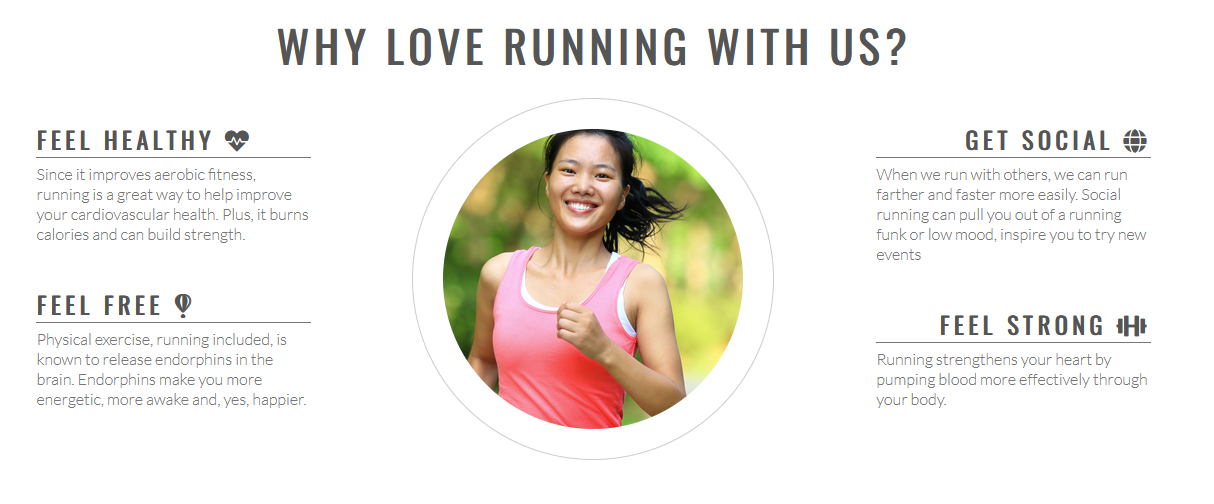 WHY LOVE RUNNING WITH US?
FEEL HEALTHY
Since it improves aerobic fitness,
running is a great way to help improve
your cardiovascular health. Plus, it burns
calories and can build strength.
FEEL FREE
Physical exercise, running included, is
known to release endorphins in the
brain. Endorphins make you more
energetic, more awake and, yes, happier.
GET SOCIAL
When we run with others, we can run
farther and faster more easily. Social
running can pull you out of a running
funk or low mood, inspire you to try new
events
FEEL STRONG
Running strengthens your heart by
pumping blood more effectively through
your body.